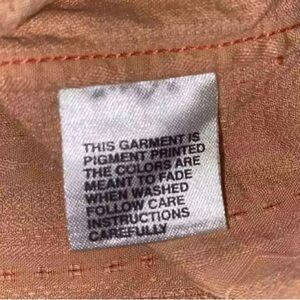 THIS GARMENT IS
PIGMENT PRINTED
THE COLORS ARE
MEANT TO FADE
WHEN WASHED
FOLLOW CARE
INSTRUCTIONS
CAREFULLY